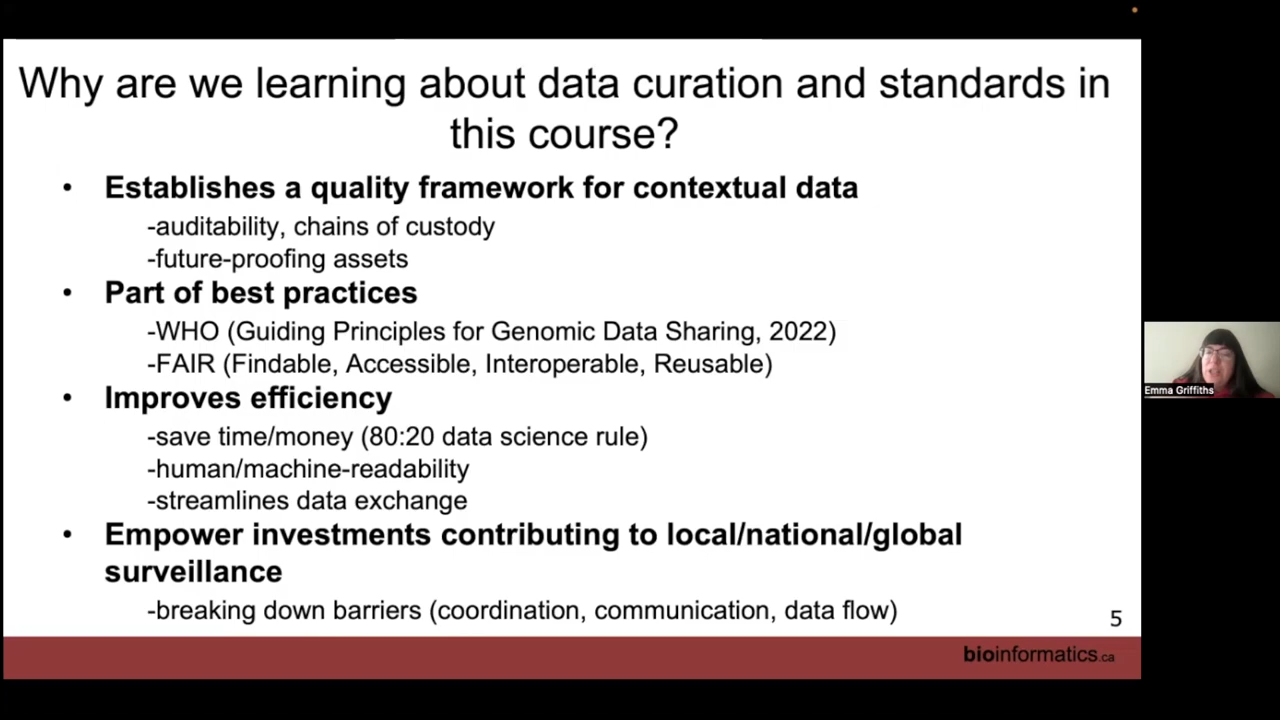 Why are we learning about data curation and standards in
this course?
• Establishes a quality framework for contextual data
-auditability, chains of custody
-future-proofing assets
• Part of best practices
-WHO (Guiding Principles for Genomic Data Sharing, 2022)
-FAIR (Findable, Accessible, Interoperable, Reusable)
• Improves efficiency
-save time/money (80:20 data science rule)
-human/machine-readability
-streamlines data exchange
• Empower investments contributing to local/national/global
surveillance
-breaking down barriers (coordination, communication, data flow)
5
bioinformatics.ca
Emma Griffiths